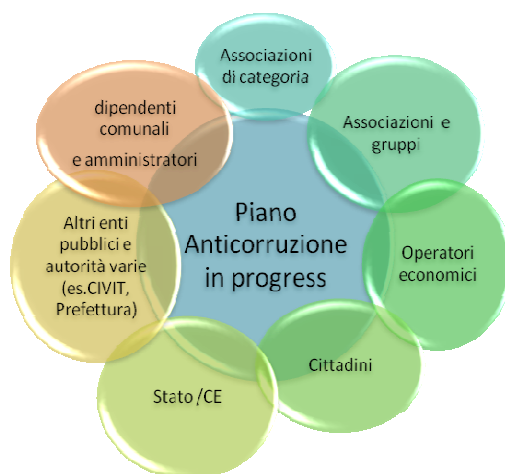 Associazioni
di categoria
Associazioni e
gruppi
Operatori
economici
Cittadini
Stato /CE
Altri enti
pubblici e
autorità varie
(es.CIVIT,
Prefettura)
dipendenti
comunali
e amministratori
Piano
Anticorruzione
in progress